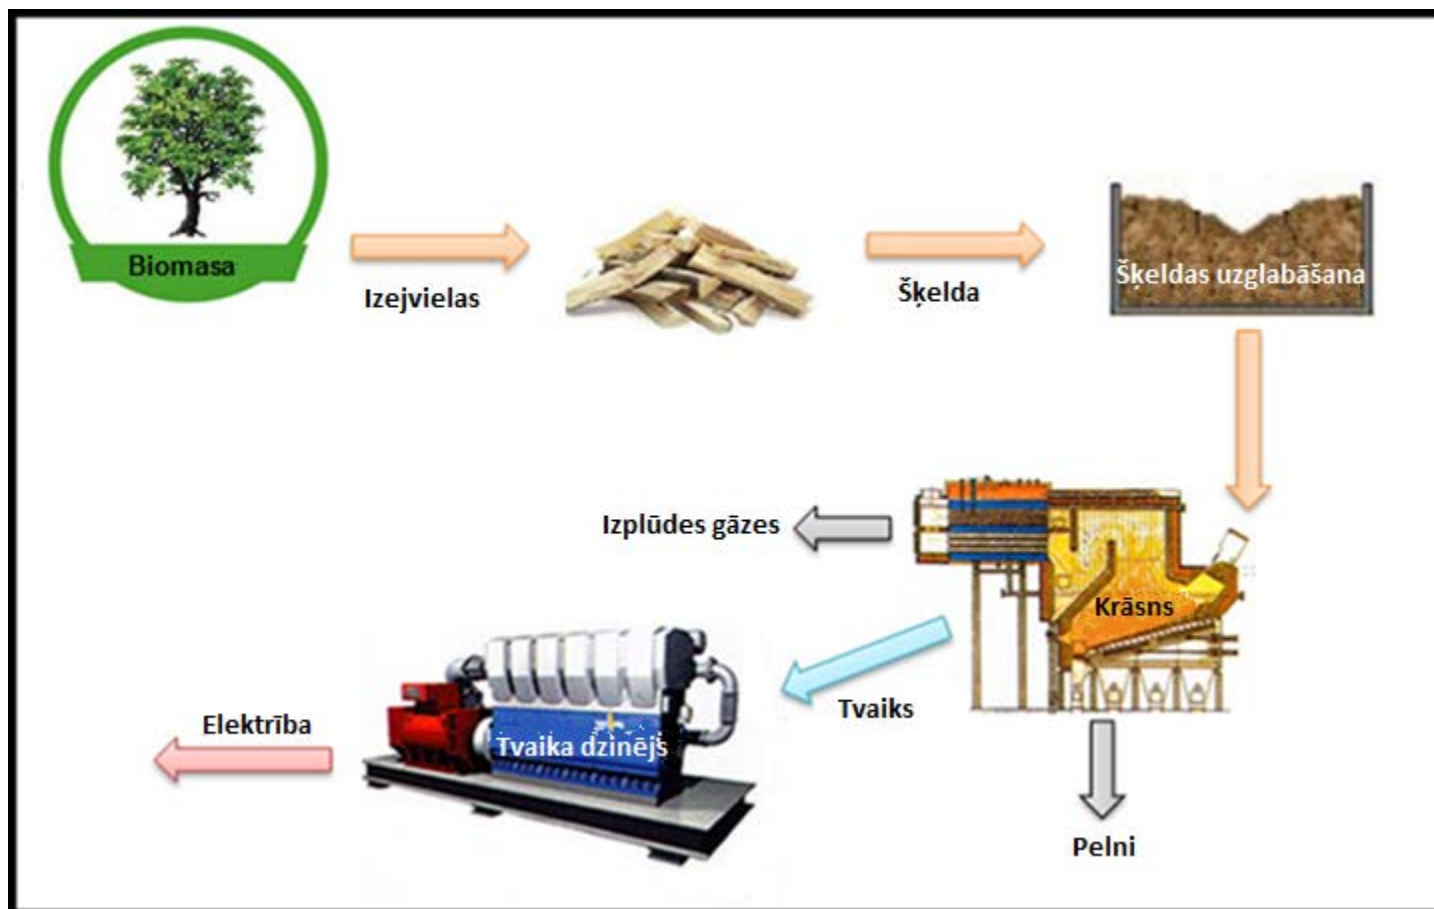 Biomasa
Izejvielas
Šķelda
Šķeldas uzglabāšana
Izplūdes gāzes
Krāsns
Tvaiks
Elektrība
Tvaika dzinējs
Pelni